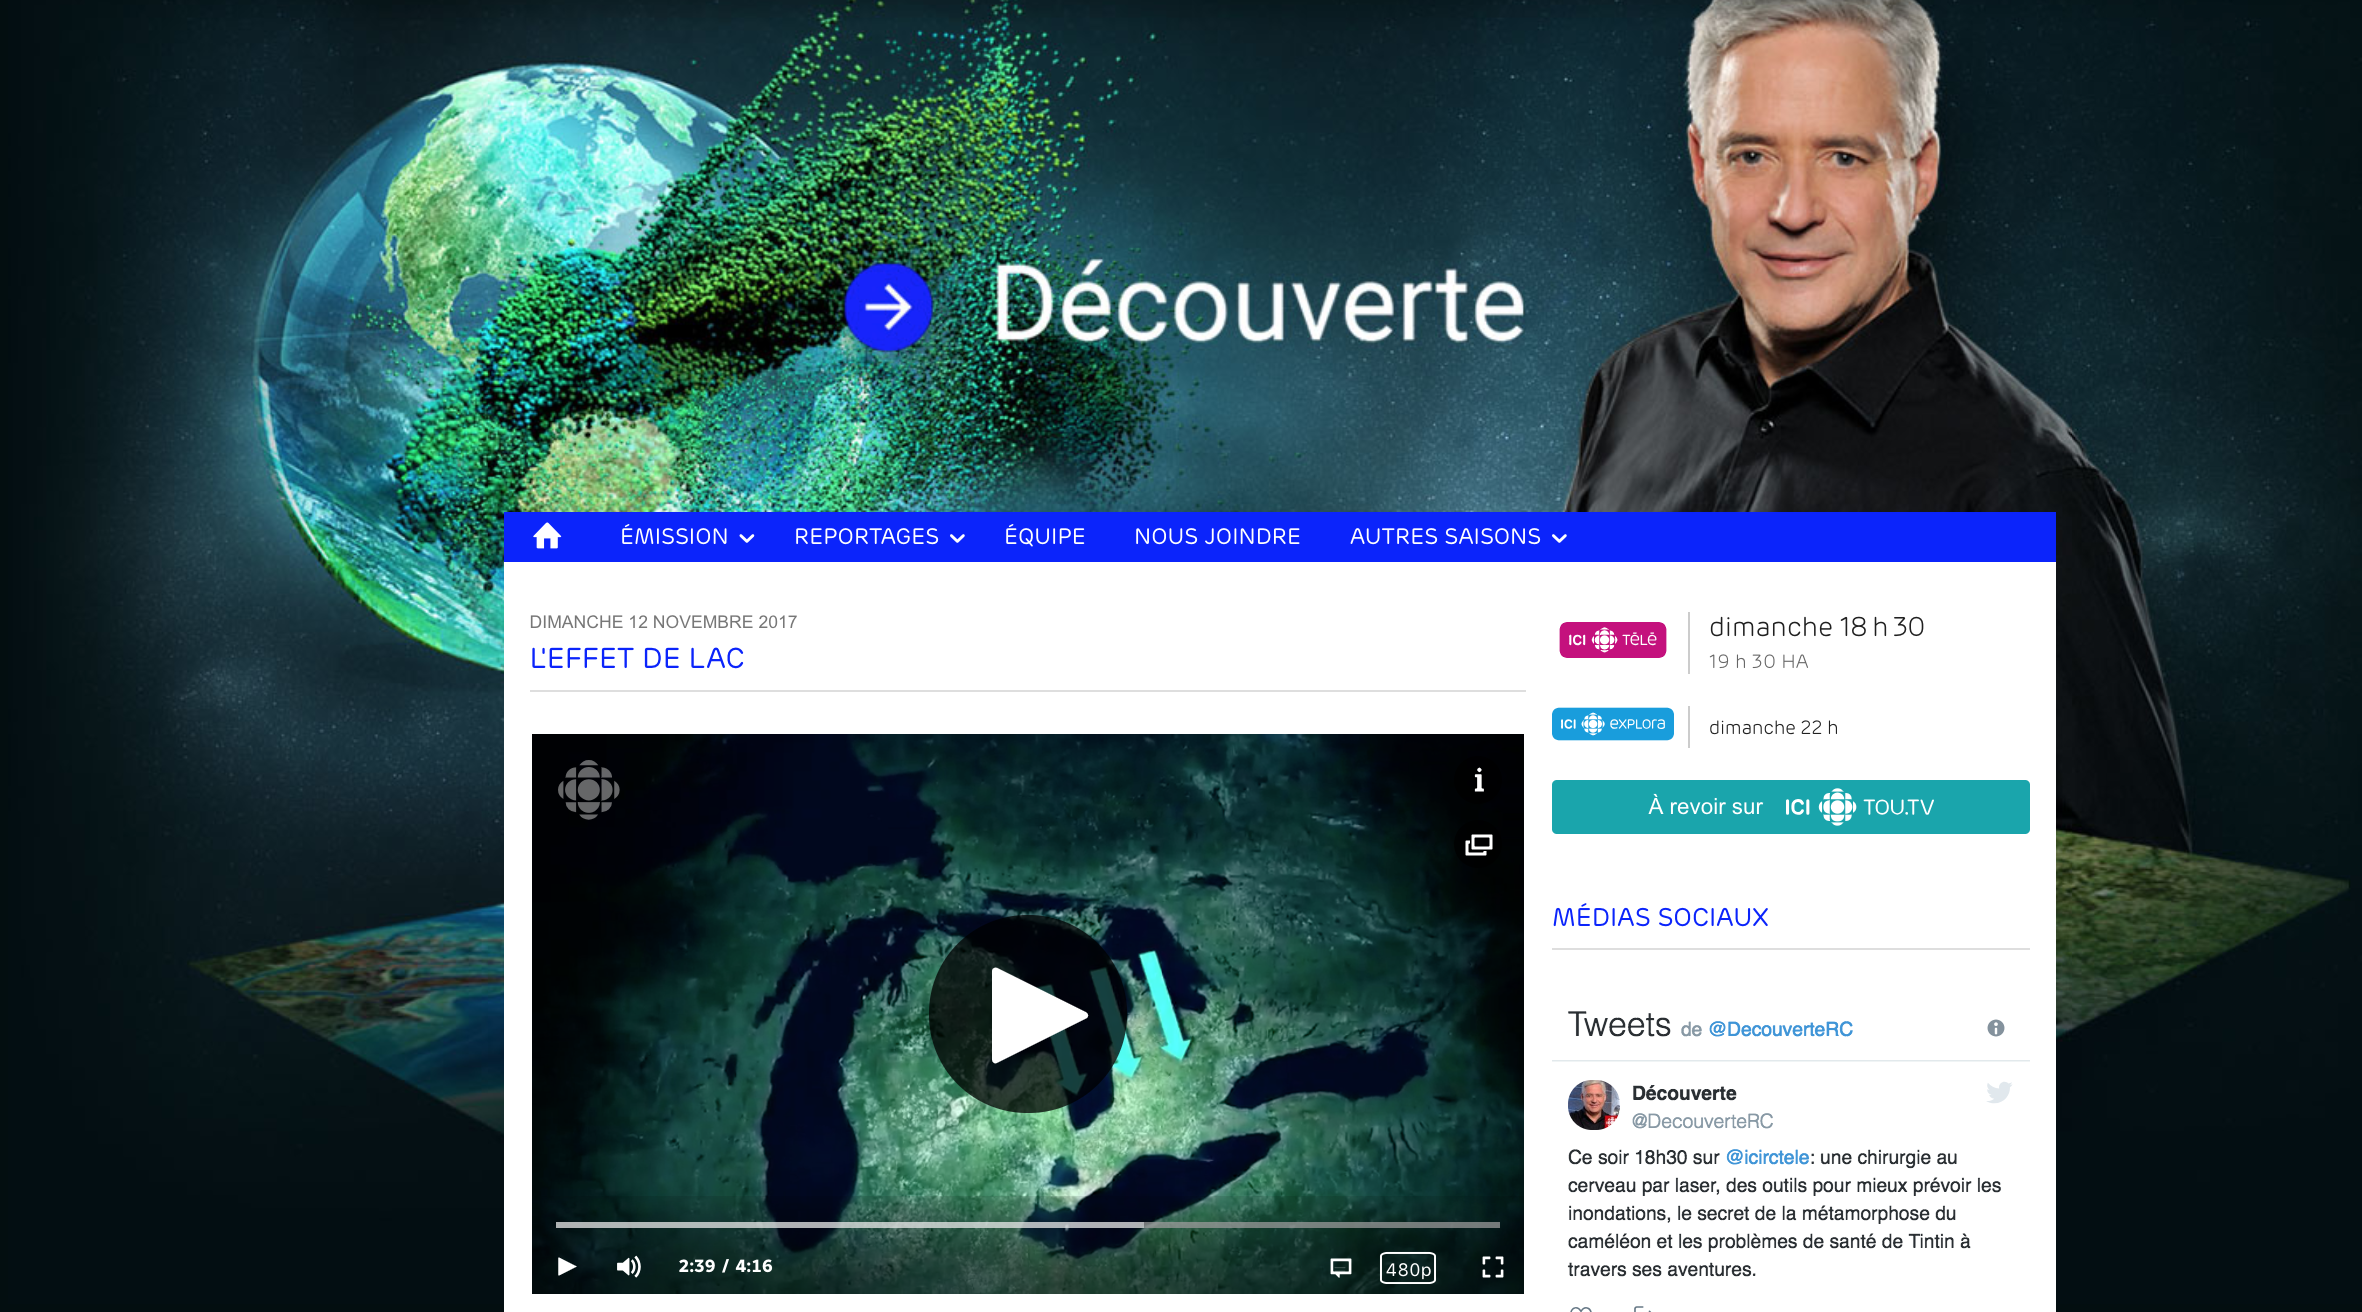 Découverte
ÉMISSION
REPORTAGES
ÉQUIPE
NOUS JOINDRE
AUTRES SAISONS
DIMANCHE 12 NOVEMBRE 2017
L'EFFET DE LAC
2:39 / 4:16
480p
ICI TÉLÉ
dimanche 18 h 30
19 h 30 HA
ICI EXPLORA
dimanche 22 h
À revoir sur ICI TOU.TV
MÉDIAS SOCIAUX
Tweets de @DecouverteRC
Découverte
@DecouverteRC
Ce soir 18h30 sur @icirctele: une chirurgie au
cerveau par laser, des outils pour mieux prévoir les
inondations, le secret de la métamorphose du
caméléon et les problèmes de santé de Tintin à
travers ses aventures.